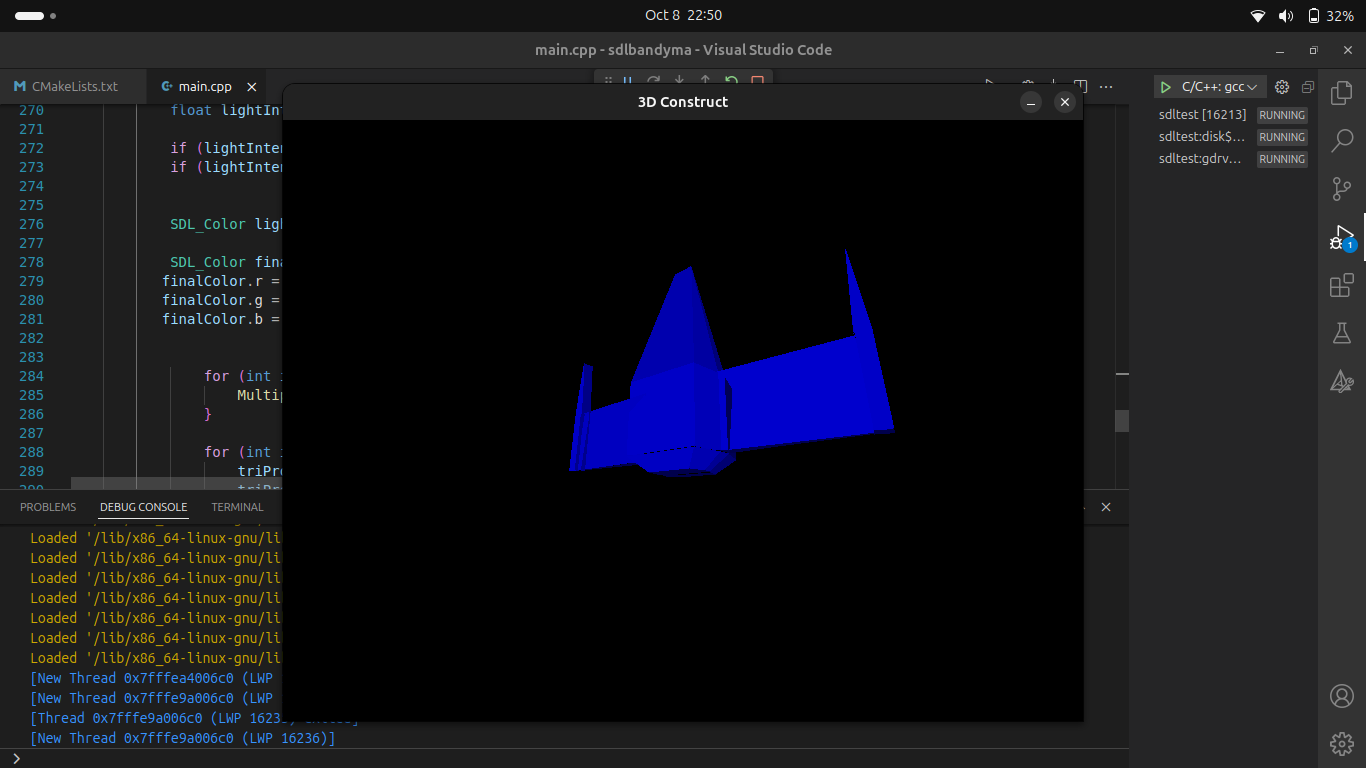 Oct 8 22:50
32%
main.cpp - sdlbandyma - Visual Studio Code
CMakeLists.txt
main.cpp
C/C++: gcc
3D Construct
sdltest [16213] RUNNING
sdltest:disk$... RUNNING
sdltest:gdrv... RUNNING
1
270 float lightInt
271
272 if (lightInten
273 if (lightInten
274
275
276 SDL_Color ligh
277
278 SDL_Color fina
279 finalColor.r =
280 finalColor.g =
281 finalColor.b =
282
283
284 for (int i
285 Multip
286 }
287
288 for (int i
289 triPro
PROBLEMS DEBUG CONSOLE TERMINAL
Loaded '/lib/x86_64-linux-gnu/li
Loaded '/lib/x86_64-linux-gnu/li
Loaded '/lib/x86_64-linux-gnu/li
Loaded '/lib/x86_64-linux-gnu/li
Loaded '/lib/x86_64-linux-gnu/li
Loaded '/lib/x86_64-linux-gnu/li
Loaded '/lib/x86_64-linux-gnu/li
[New Thread 0x7fffea4006c0 (LWP
[New Thread 0x7fffe9a006c0 (LWP
[Thread 0x7fffe9a006c0 (LWP 1623
[New Thread 0x7fffe9a006c0 (LWP 16236)]